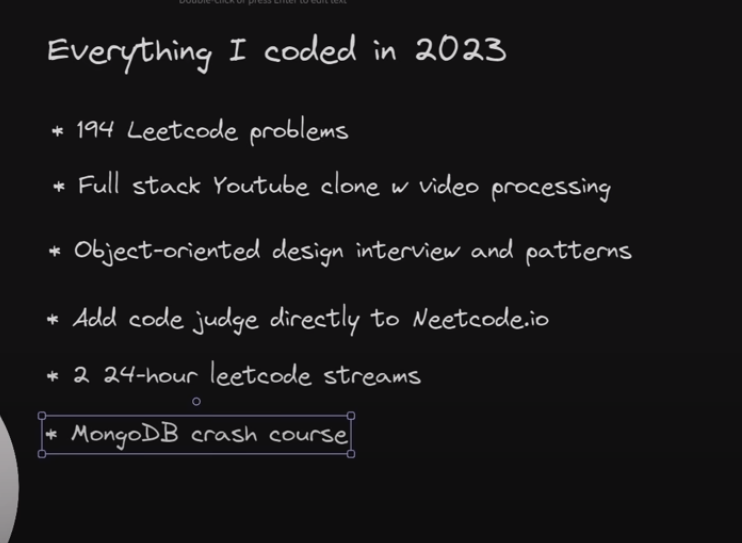 Double-click or press Enter to edit text
Everything I coded in 2023
* 194 Leetcode problems
* Full stack Youtube clone w video processing
* Object-oriented design interview and patterns
* Add code judge directly to Neetcode.io
* 2 24-hour leetcode streams
* MongoDB crash course